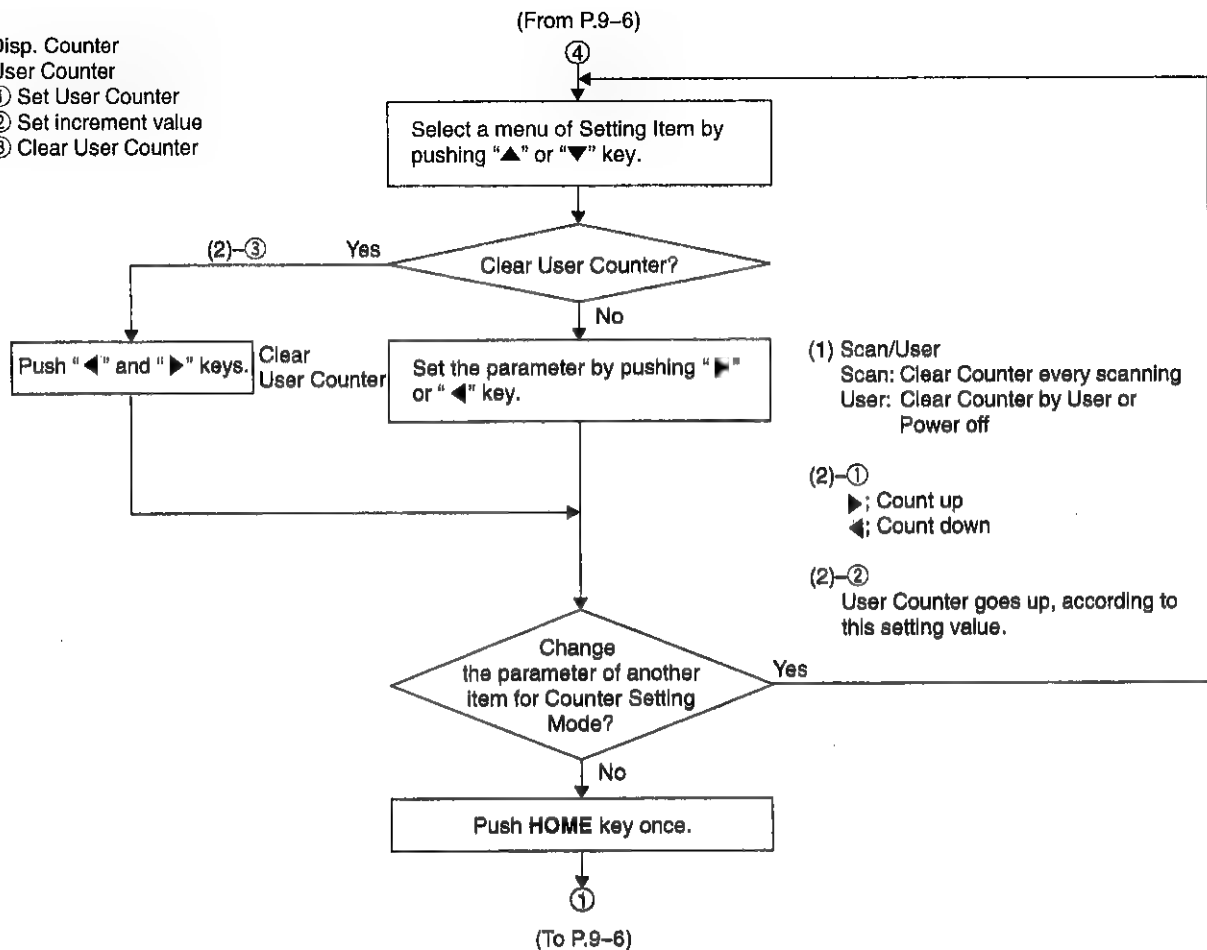 (From P.9–6)
④
Disp. Counter
User Counter
① Set User Counter
② Set increment value
③ Clear User Counter
Select a menu of Setting Item by
pushing “▲” or “▼” key.
(2)–③
Yes
Clear User Counter?
No
Push “◀” and “▶” keys.
Clear
User Counter
Set the parameter by pushing “▶”
or “◀” key.
(1) Scan/User
Scan: Clear Counter every scanning
User: Clear Counter by User or
Power off
(2)–①
▶; Count up
◀; Count down
(2)–②
User Counter goes up, according to
this setting value.
Change
the parameter of another
item for Counter Setting
Mode?
Yes
No
Push HOME key once.
①
(To P.9–6)